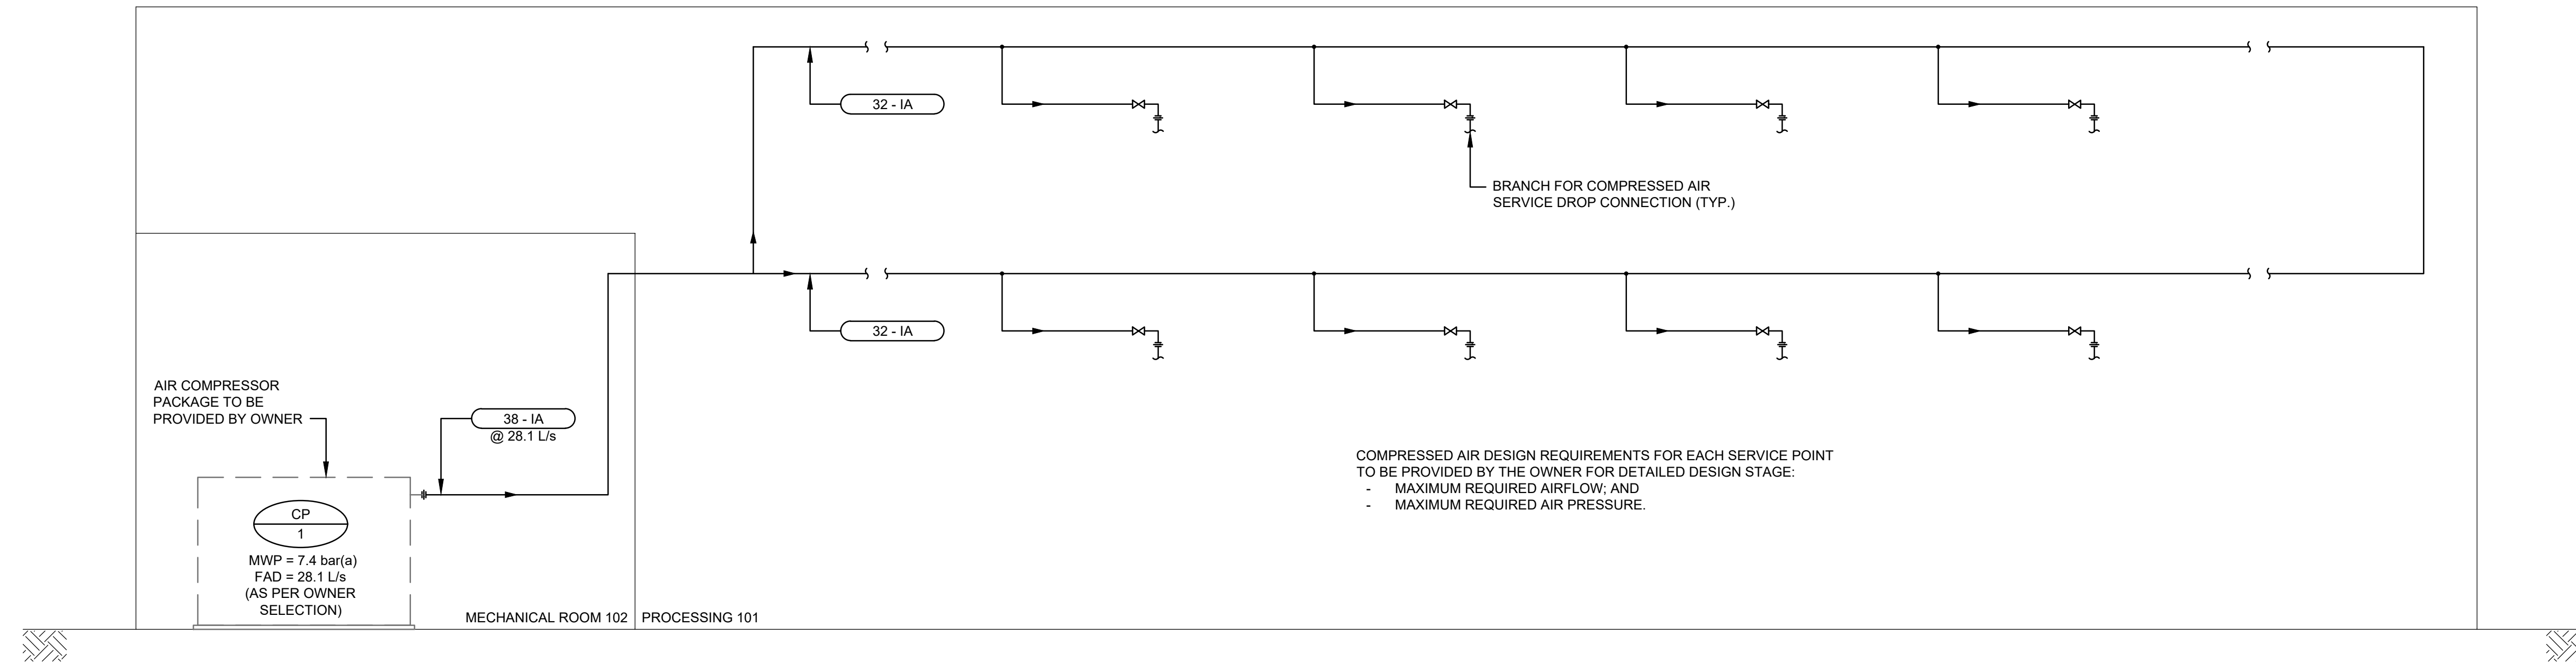 32 - IA
BRANCH FOR COMPRESSED AIR
SERVICE DROP CONNECTION (TYP.)
32 - IA
AIR COMPRESSOR
PACKAGE TO BE
PROVIDED BY OWNER
38 - IA
@ 28.1 L/s
COMPRESSED AIR DESIGN REQUIREMENTS FOR EACH SERVICE POINT
TO BE PROVIDED BY THE OWNER FOR DETAILED DESIGN STAGE:
- MAXIMUM REQUIRED AIRFLOW; AND
- MAXIMUM REQUIRED AIR PRESSURE.
CP
1
MWP = 7.4 bar(a)
FAD = 28.1 L/s
(AS PER OWNER
SELECTION)
MECHANICAL ROOM 102
PROCESSING 101